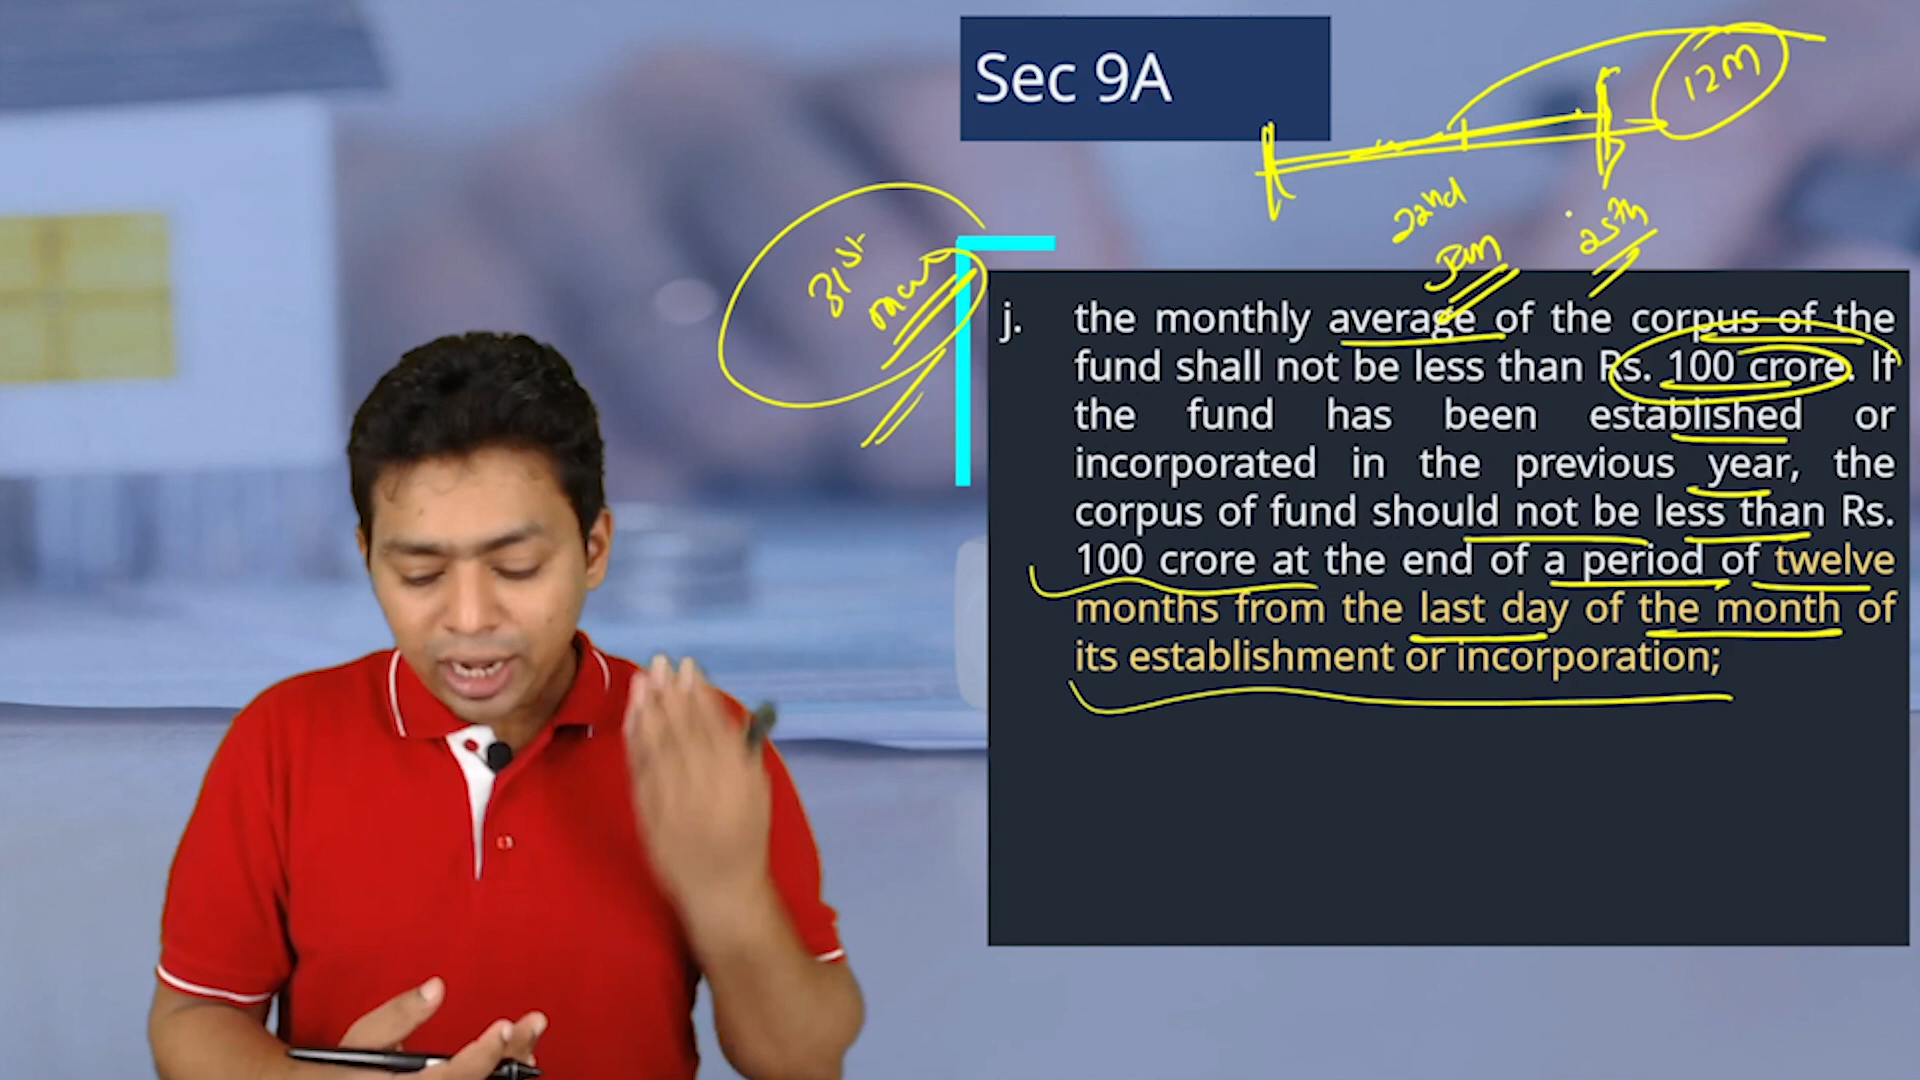 Sec 9A
12M
22nd
Jan
25th
31st
j. the monthly average of the corpus of the
fund shall not be less than Rs. 100 crore. If
the fund has been established or
incorporated in the previous year, the
corpus of fund should not be less than Rs.
100 crore at the end of a period of twelve
months from the last day of the month of
its establishment or incorporation;